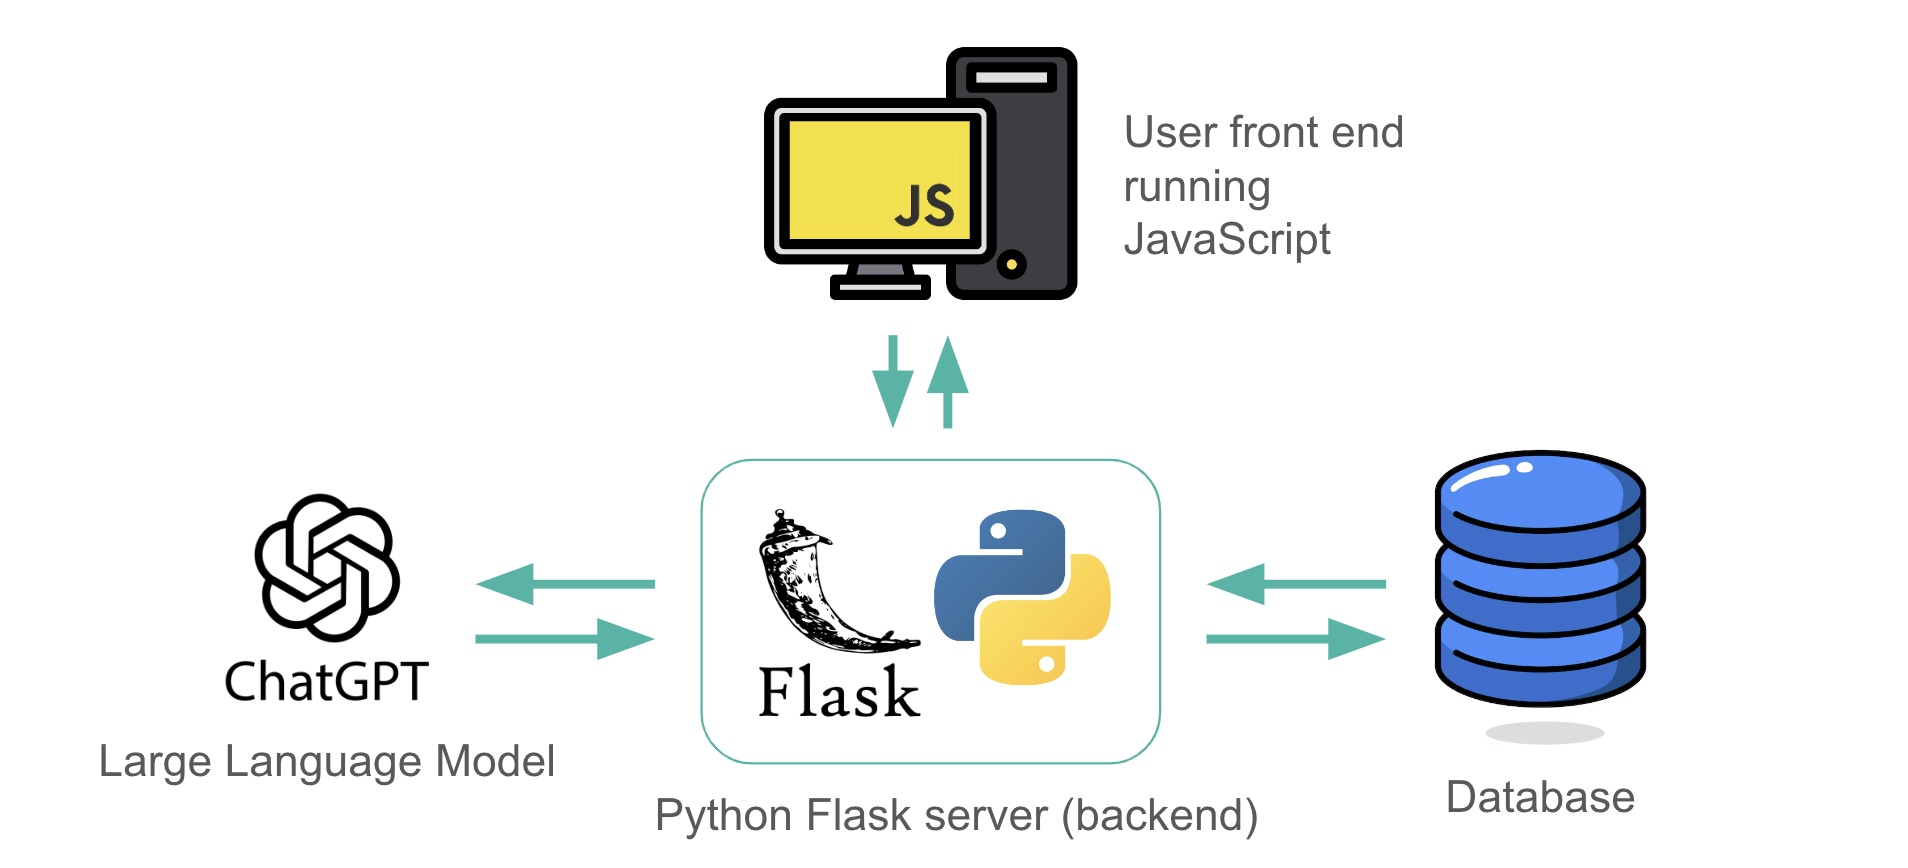 JS
User front end
running
JavaScript
ChatGPT
Large Language Model
Flask
Python Flask server (backend)
Database